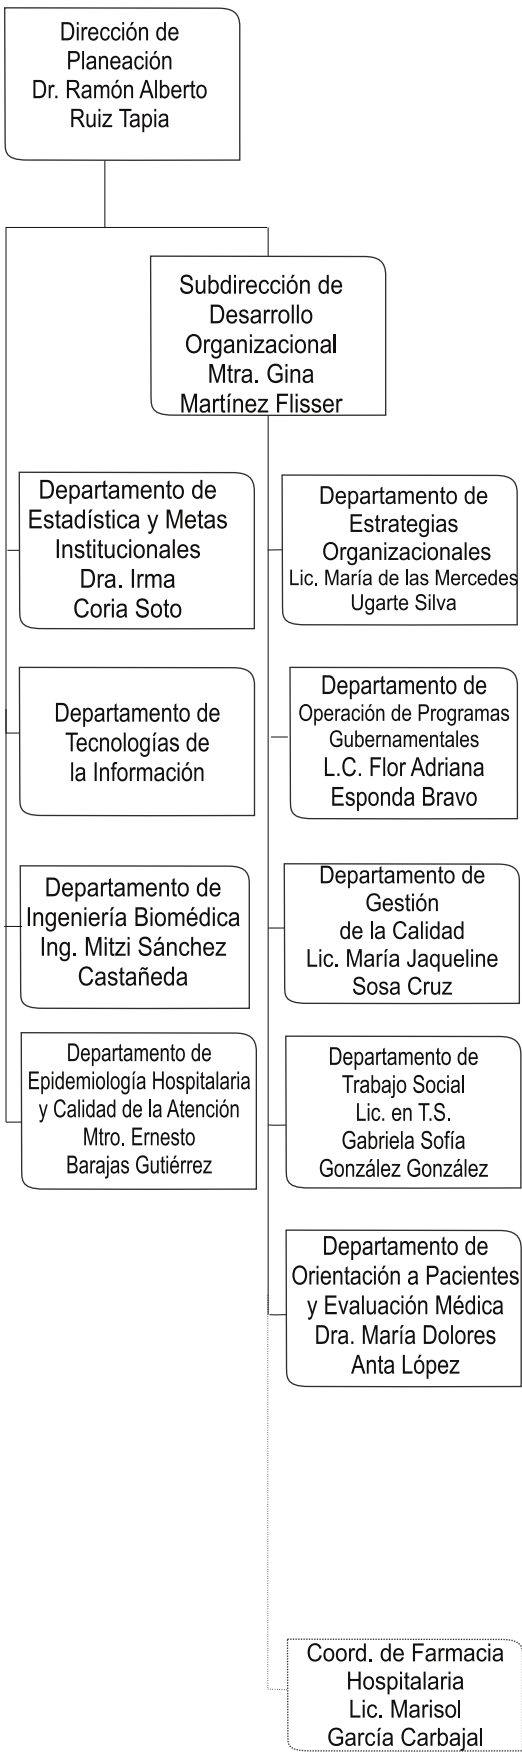 Dirección de
Planeación
Dr. Ramón Alberto
Ruiz Tapia
Subdirección de
Desarrollo
Organizacional
Mtra. Gina
Martínez Flisser
Departamento de
Estadística y Metas
Institucionales
Dra. Irma
Coria Soto
Departamento de
Tecnologías de
la Información
Departamento de
Ingeniería Biomédica
Ing. Mitzi Sánchez
Castañeda
Departamento de
Epidemiología Hospitalaria
y Calidad de la Atención
Mtro. Ernesto
Barajas Gutiérrez
Departamento de
Estrategias
Organizacionales
Lic. María de las Mercedes
Ugarte Silva
Departamento de
Operación de Programas
Gubernamentales
L.C. Flor Adriana
Esponda Bravo
Departamento de
Gestión
de la Calidad
Lic. María Jaqueline
Sosa Cruz
Departamento de
Trabajo Social
Lic. en T.S.
Gabriela Sofía
González González
Departamento de
Orientación a Pacientes
y Evaluación Médica
Dra. María Dolores
Anta López
Coord. de Farmacia
Hospitalaria
Lic. Marisol
García Carbajal